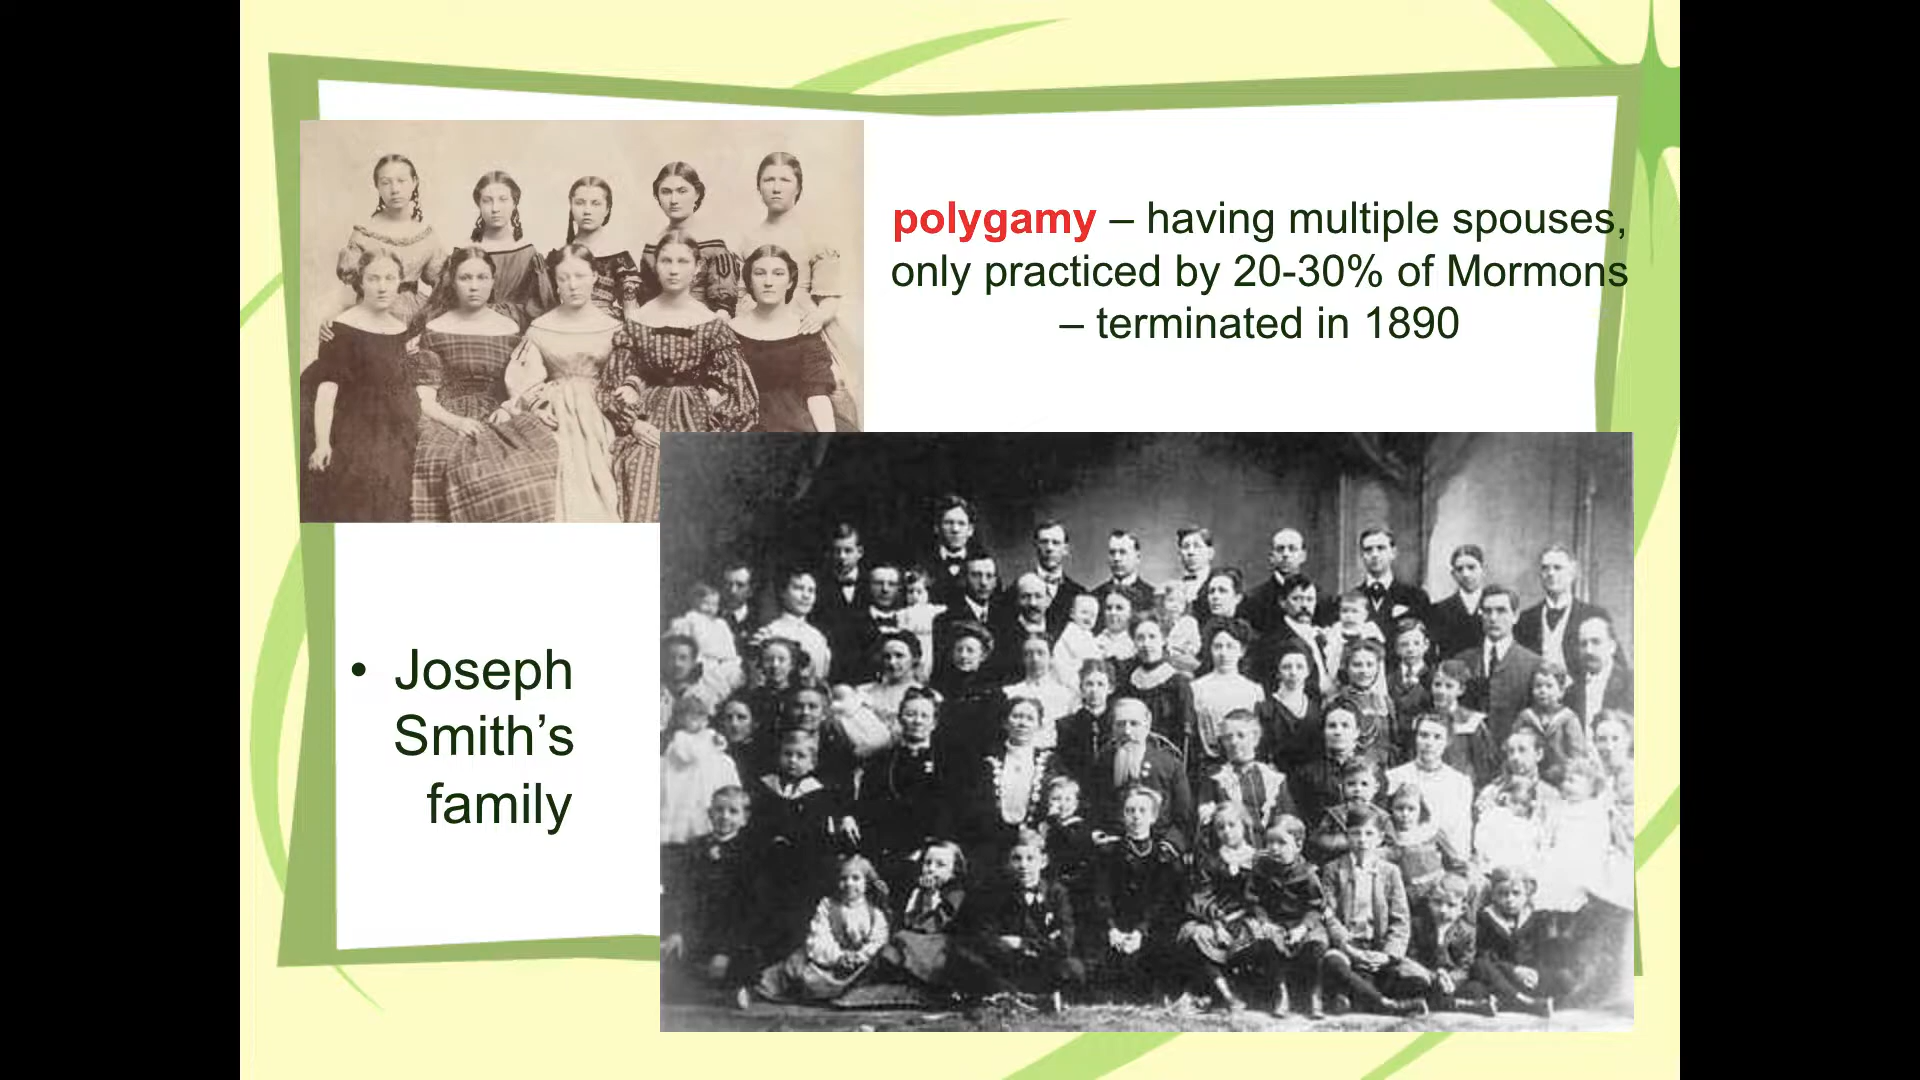 polygamy – having multiple spouses,
only practiced by 20-30% of Mormons
– terminated in 1890
• Joseph
Smith’s
family